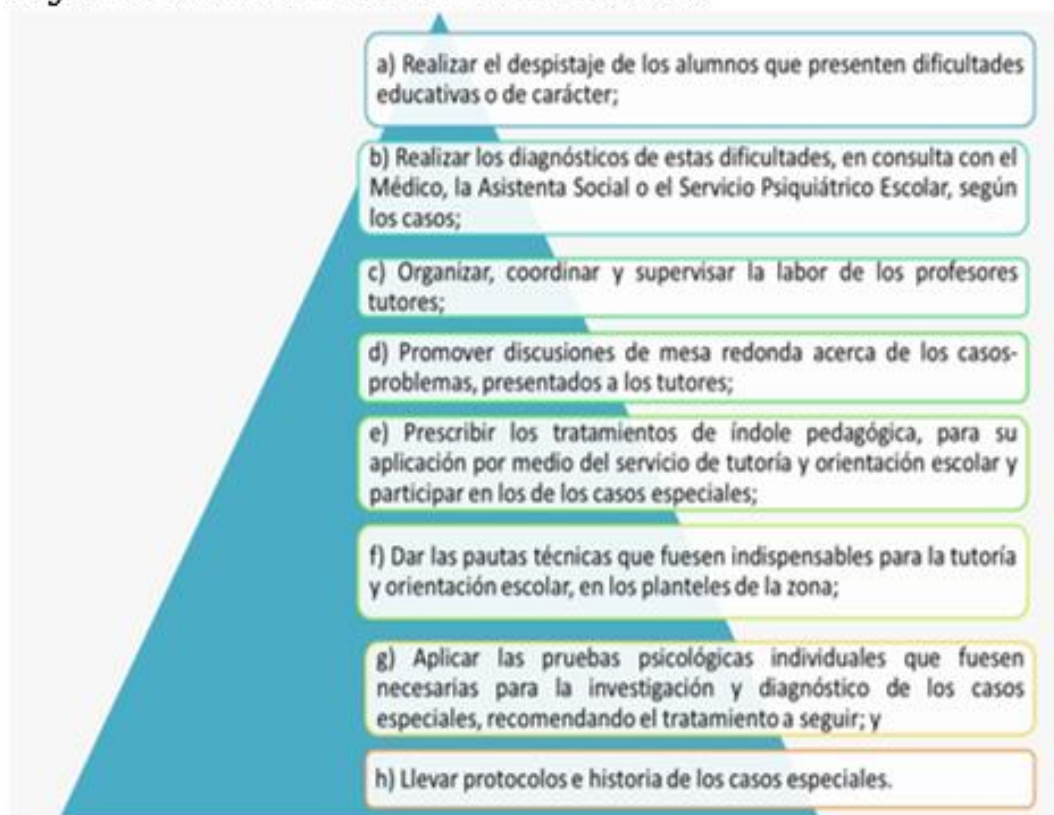 a) Realizar el despistaje de los alumnos que presenten dificultades
educativas o de carácter;
b) Realizar los diagnósticos de estas dificultades, en consulta con el
Médico, la Asistenta Social o el Servicio Psiquiátrico Escolar, según
los casos;
c) Organizar, coordinar y supervisar la labor de los profesores
tutores;
d) Promover discusiones de mesa redonda acerca de los casos-
problemas, presentados a los tutores;
e) Prescribir los tratamientos de índole pedagógica, para su
aplicación por medio del servicio de tutoría y orientación escolar y
participar en los de los casos especiales;
f) Dar las pautas técnicas que fuesen indispensables para la tutoría
y orientación escolar, en los planteles de la zona;
g) Aplicar las pruebas psicológicas individuales que fuesen
necesarias para la investigación y diagnóstico de los casos
especiales, recomendando el tratamiento a seguir; y
h) Llevar protocolos e historia de los casos especiales.